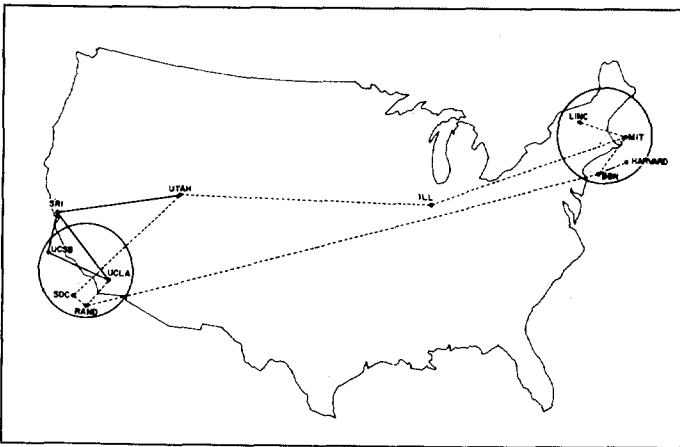 LINC
MIT
HARVARD
BBN
UTAH
ILL
SRI
UCSB
UCLA
SDC
RAND